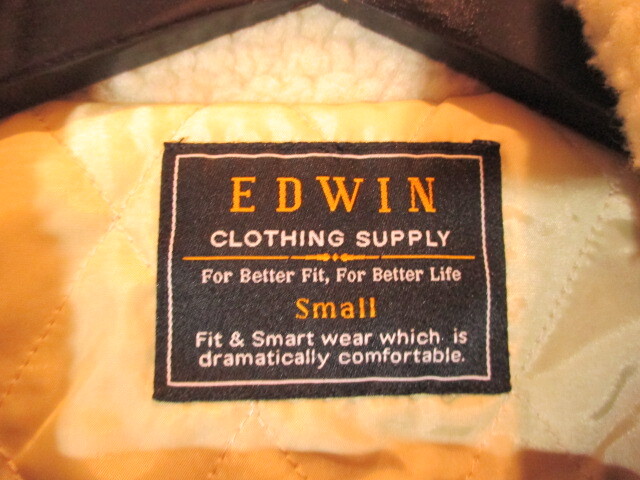 EDWIN
CLOTHING SUPPLY
For Better Fit, For Better Life
Small
Fit & Smart wear which is
dramatically comfortable.